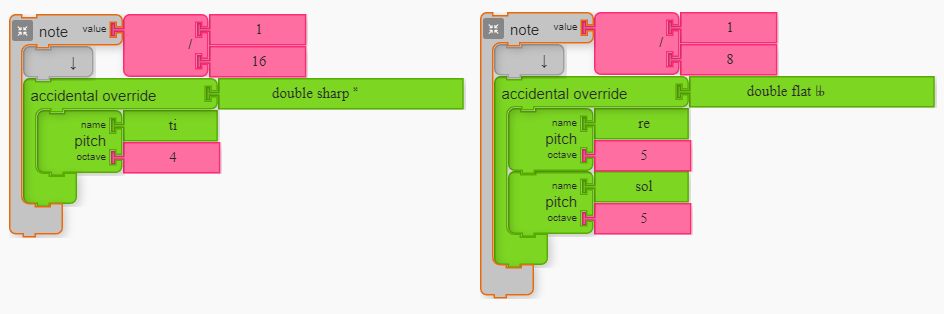 note value 1
/
16
↓
accidental override double sharp 𝄪
name ti
pitch
octave 4
note value 1
/
8
↓
accidental override double flat 𝄫
name re
pitch
octave 5
name sol
pitch
octave 5